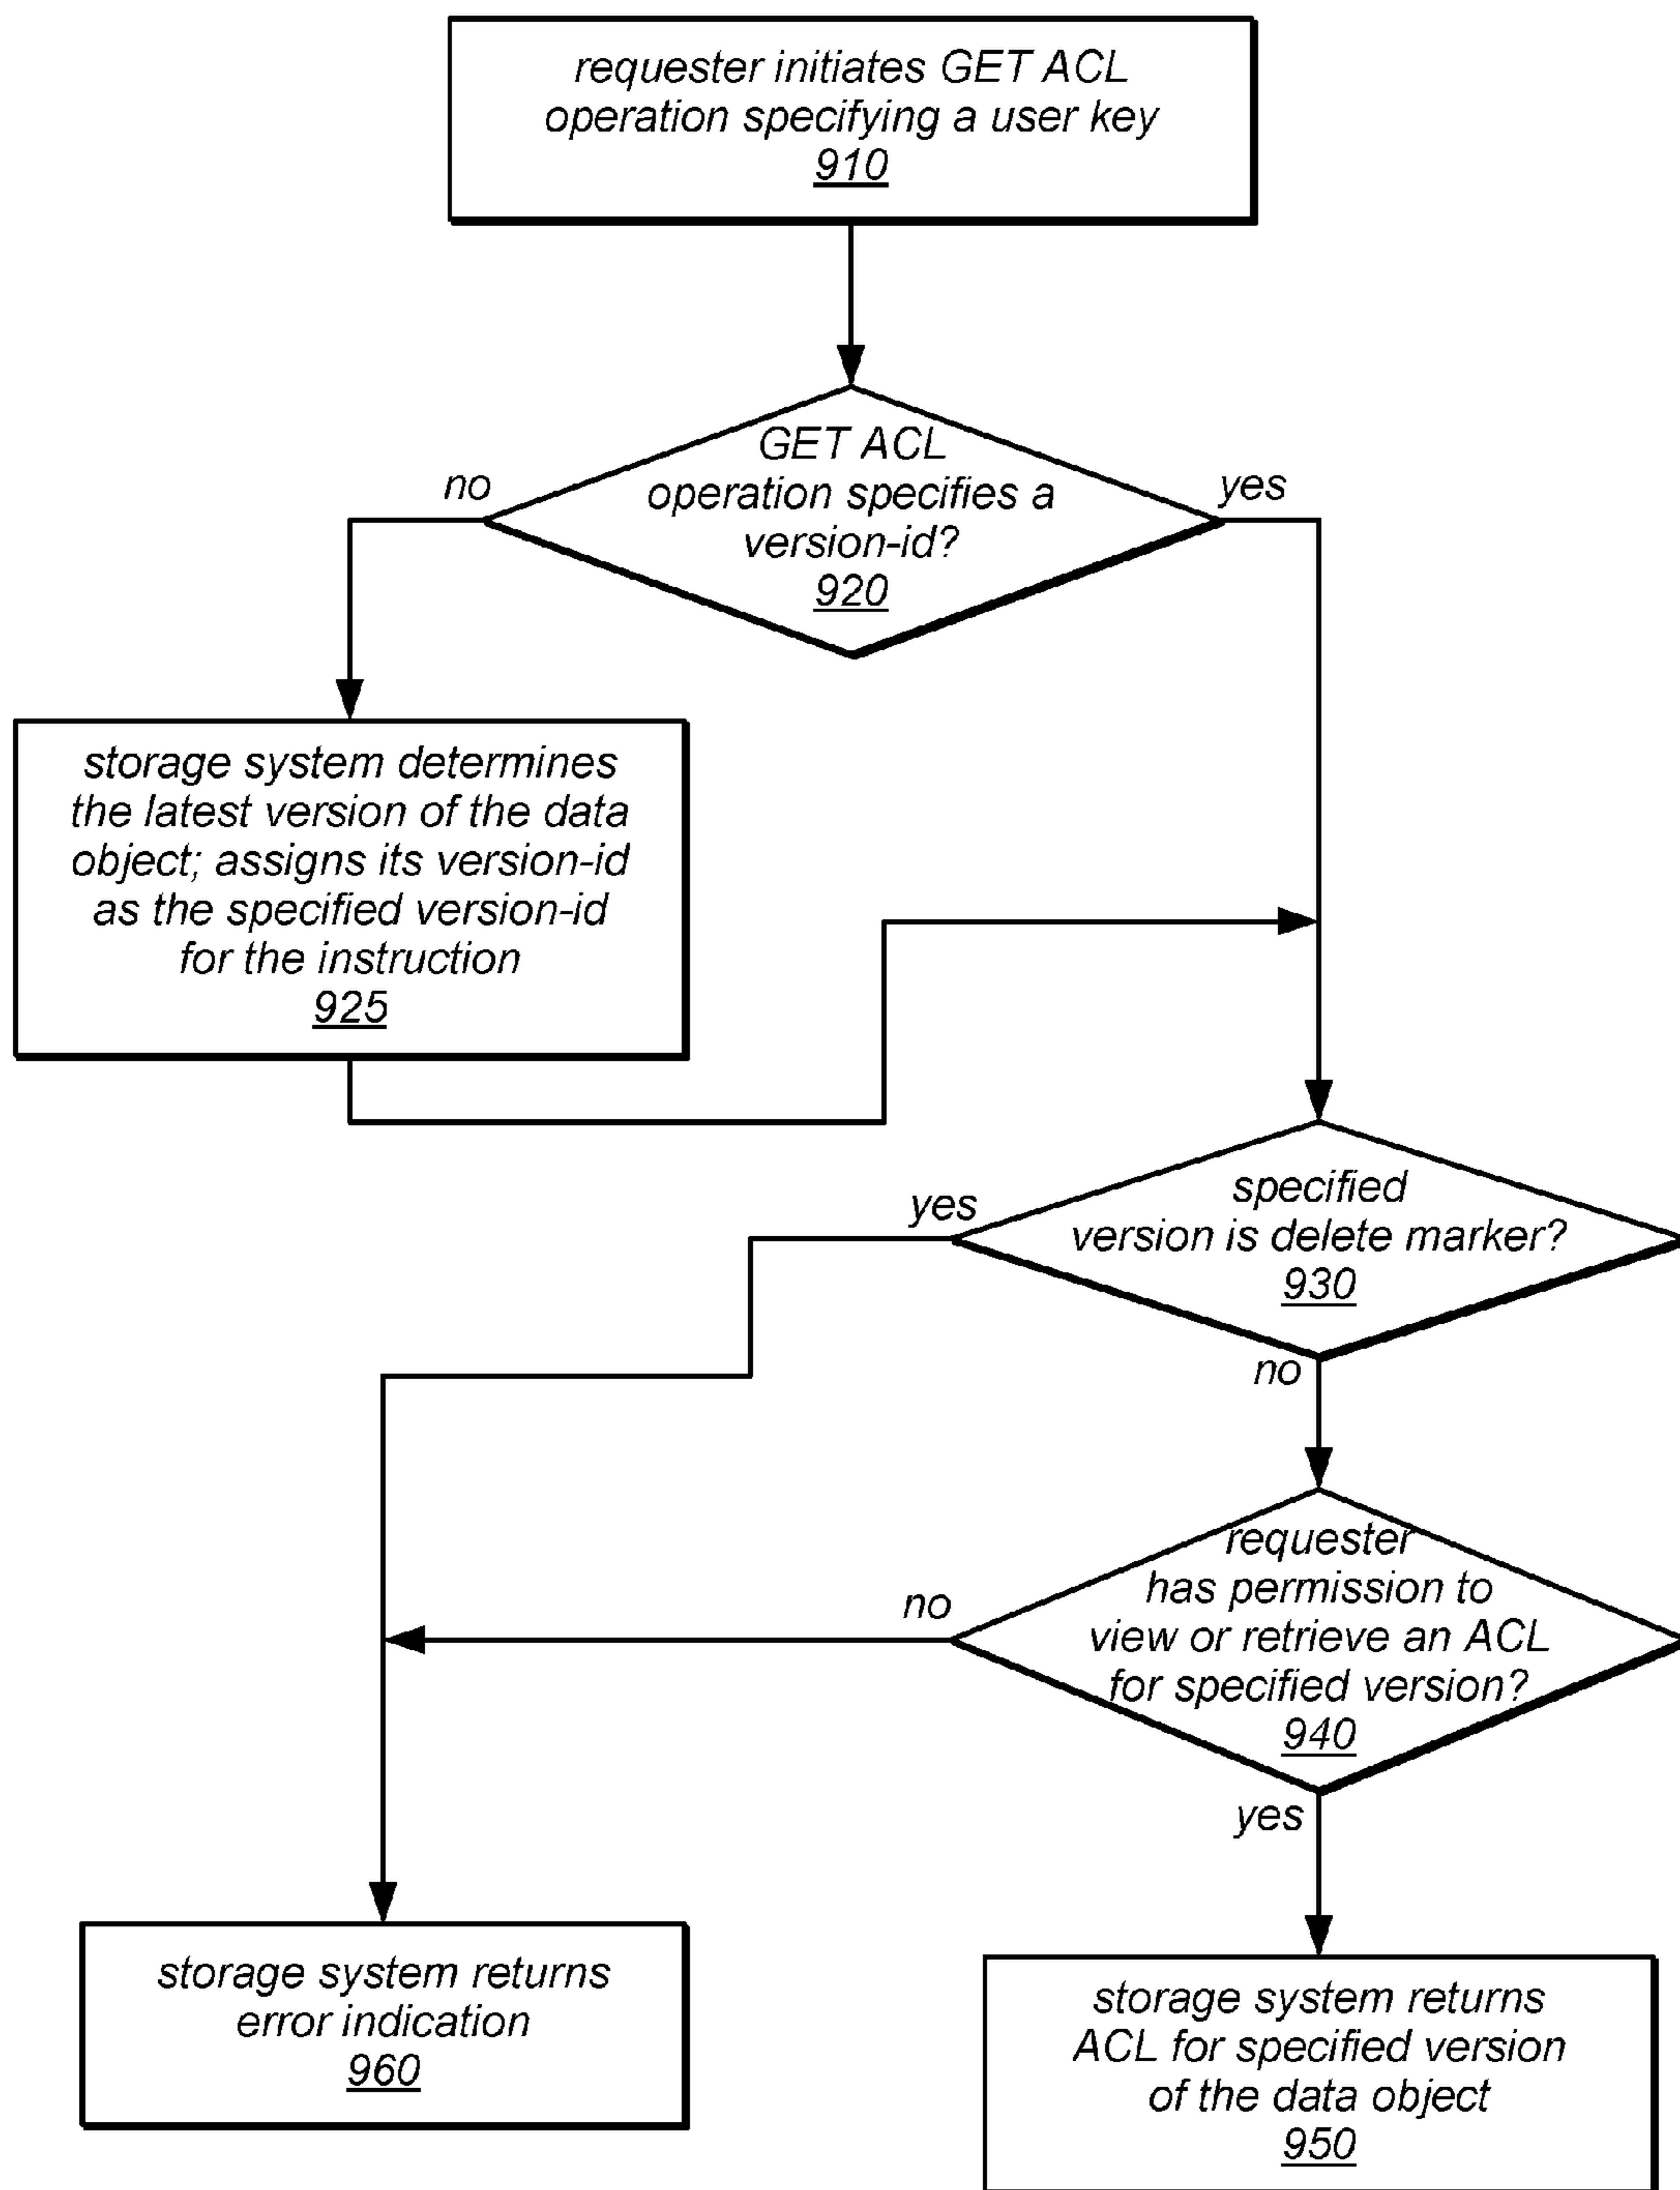 requester initiates GET ACL
operation specifying a user key
910
GET ACL
operation specifies a
version-id?
920
no
yes
storage system determines
the latest version of the data
object; assigns its version-id
as the specified version-id
for the instruction
925
specified
version is delete marker?
930
yes
no
requester
has permission to
view or retrieve an ACL
for specified version?
940
no
yes
storage system returns
error indication
960
storage system returns
ACL for specified version
of the data object
950